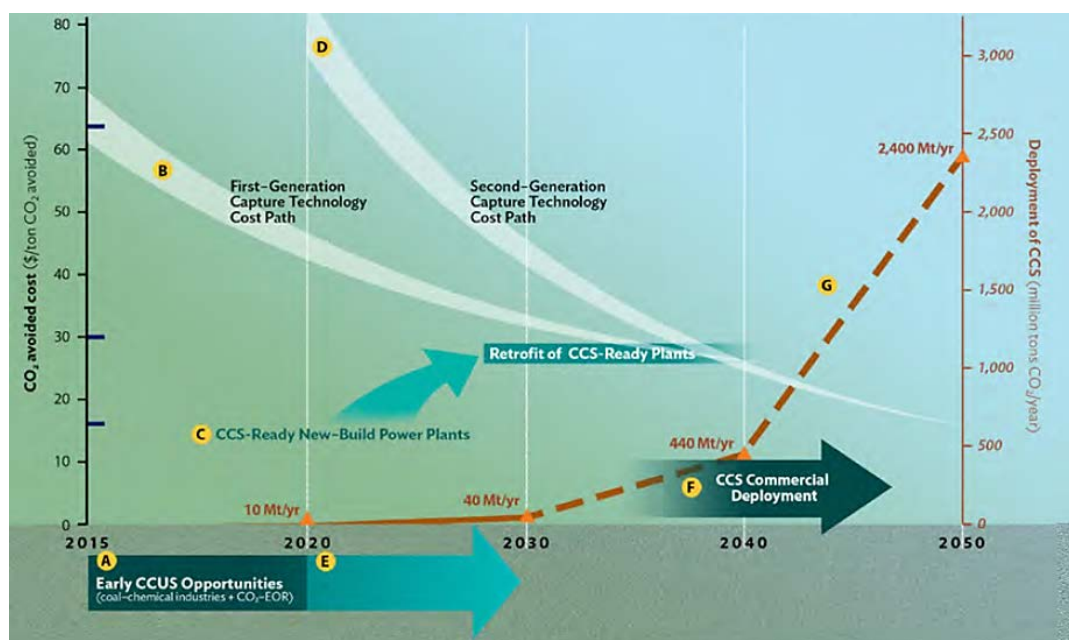 80
70
60
50
40
30
20
10
0
CO₂ avoided cost ($/ton CO₂ avoided)
D
B
First–Generation
Capture Technology
Cost Path
Second–Generation
Capture Technology
Cost Path
Retrofit of CCS-Ready Plants
C CCS-Ready New–Build Power Plants
10 Mt/yr
40 Mt/yr
440 Mt/yr
2,400 Mt/yr
G
F
CCS Commercial
Deployment
3,000
2,500
2,000
1,500
1,000
500
0
Deployment of CCS (million tons CO₂/year)
2015
2020
2030
2040
2050
A
E
Early CCUS Opportunities
(coal–chemical industries + CO₂–EOR)